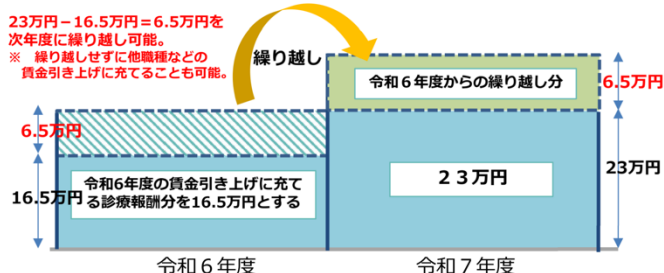 23万円－16.5万円＝6.5万円を
次年度に繰り越し可能。
※　繰り越しせずに他職種などの
賃金引き上げに充てることも可能。
繰り越し
令和６年度からの繰り越し分
6.5万円
6.5万円
16.5万円
令和6年度の賃金引き上げに充て
る診療報酬分を16.5万円とする
２３万円
23万円
令和６年度
令和７年度